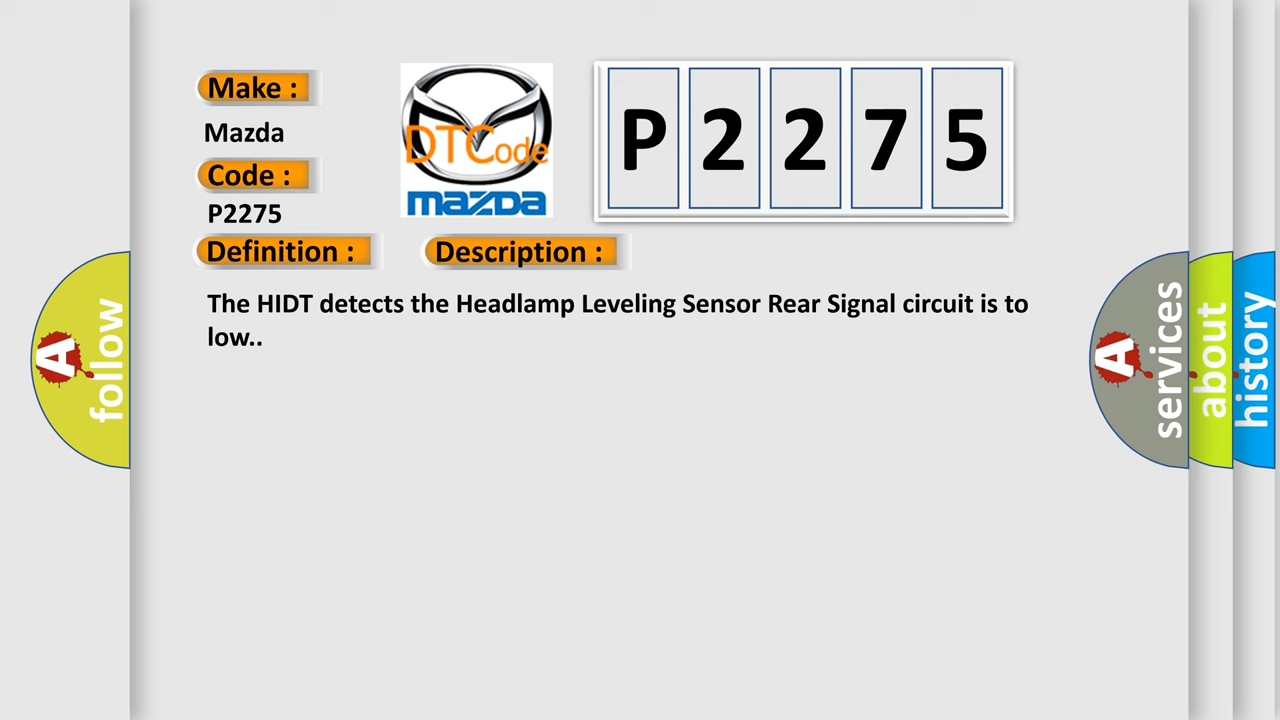 Make :
Mazda
Code :
P2275
DTCode
mazda
P 2 2 7 5
Definition :
Description :
The HIDT detects the Headlamp Leveling Sensor Rear Signal circuit is to
low..
A follow
A services
about
history